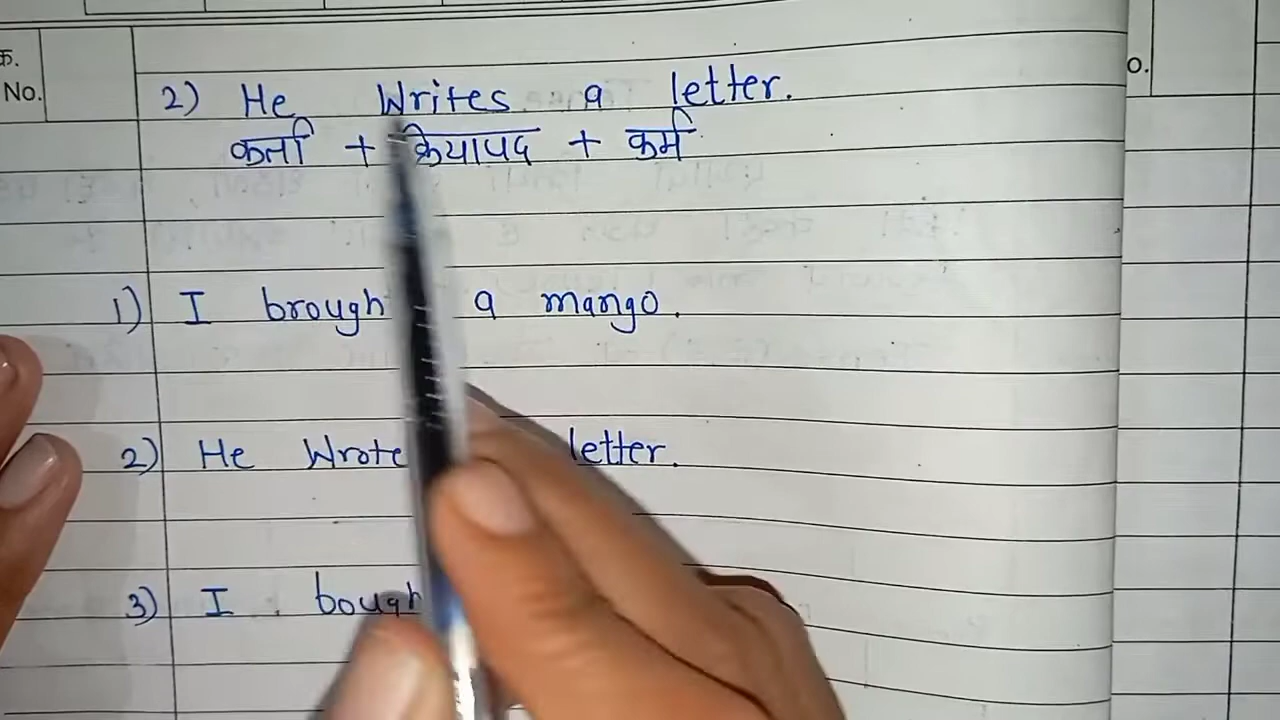 क.
No.
o.
2) He Writes a letter.
कर्ता + क्रियापद + कर्म
1) I brough a mango.
2) He Wrote letter.
3) I bough